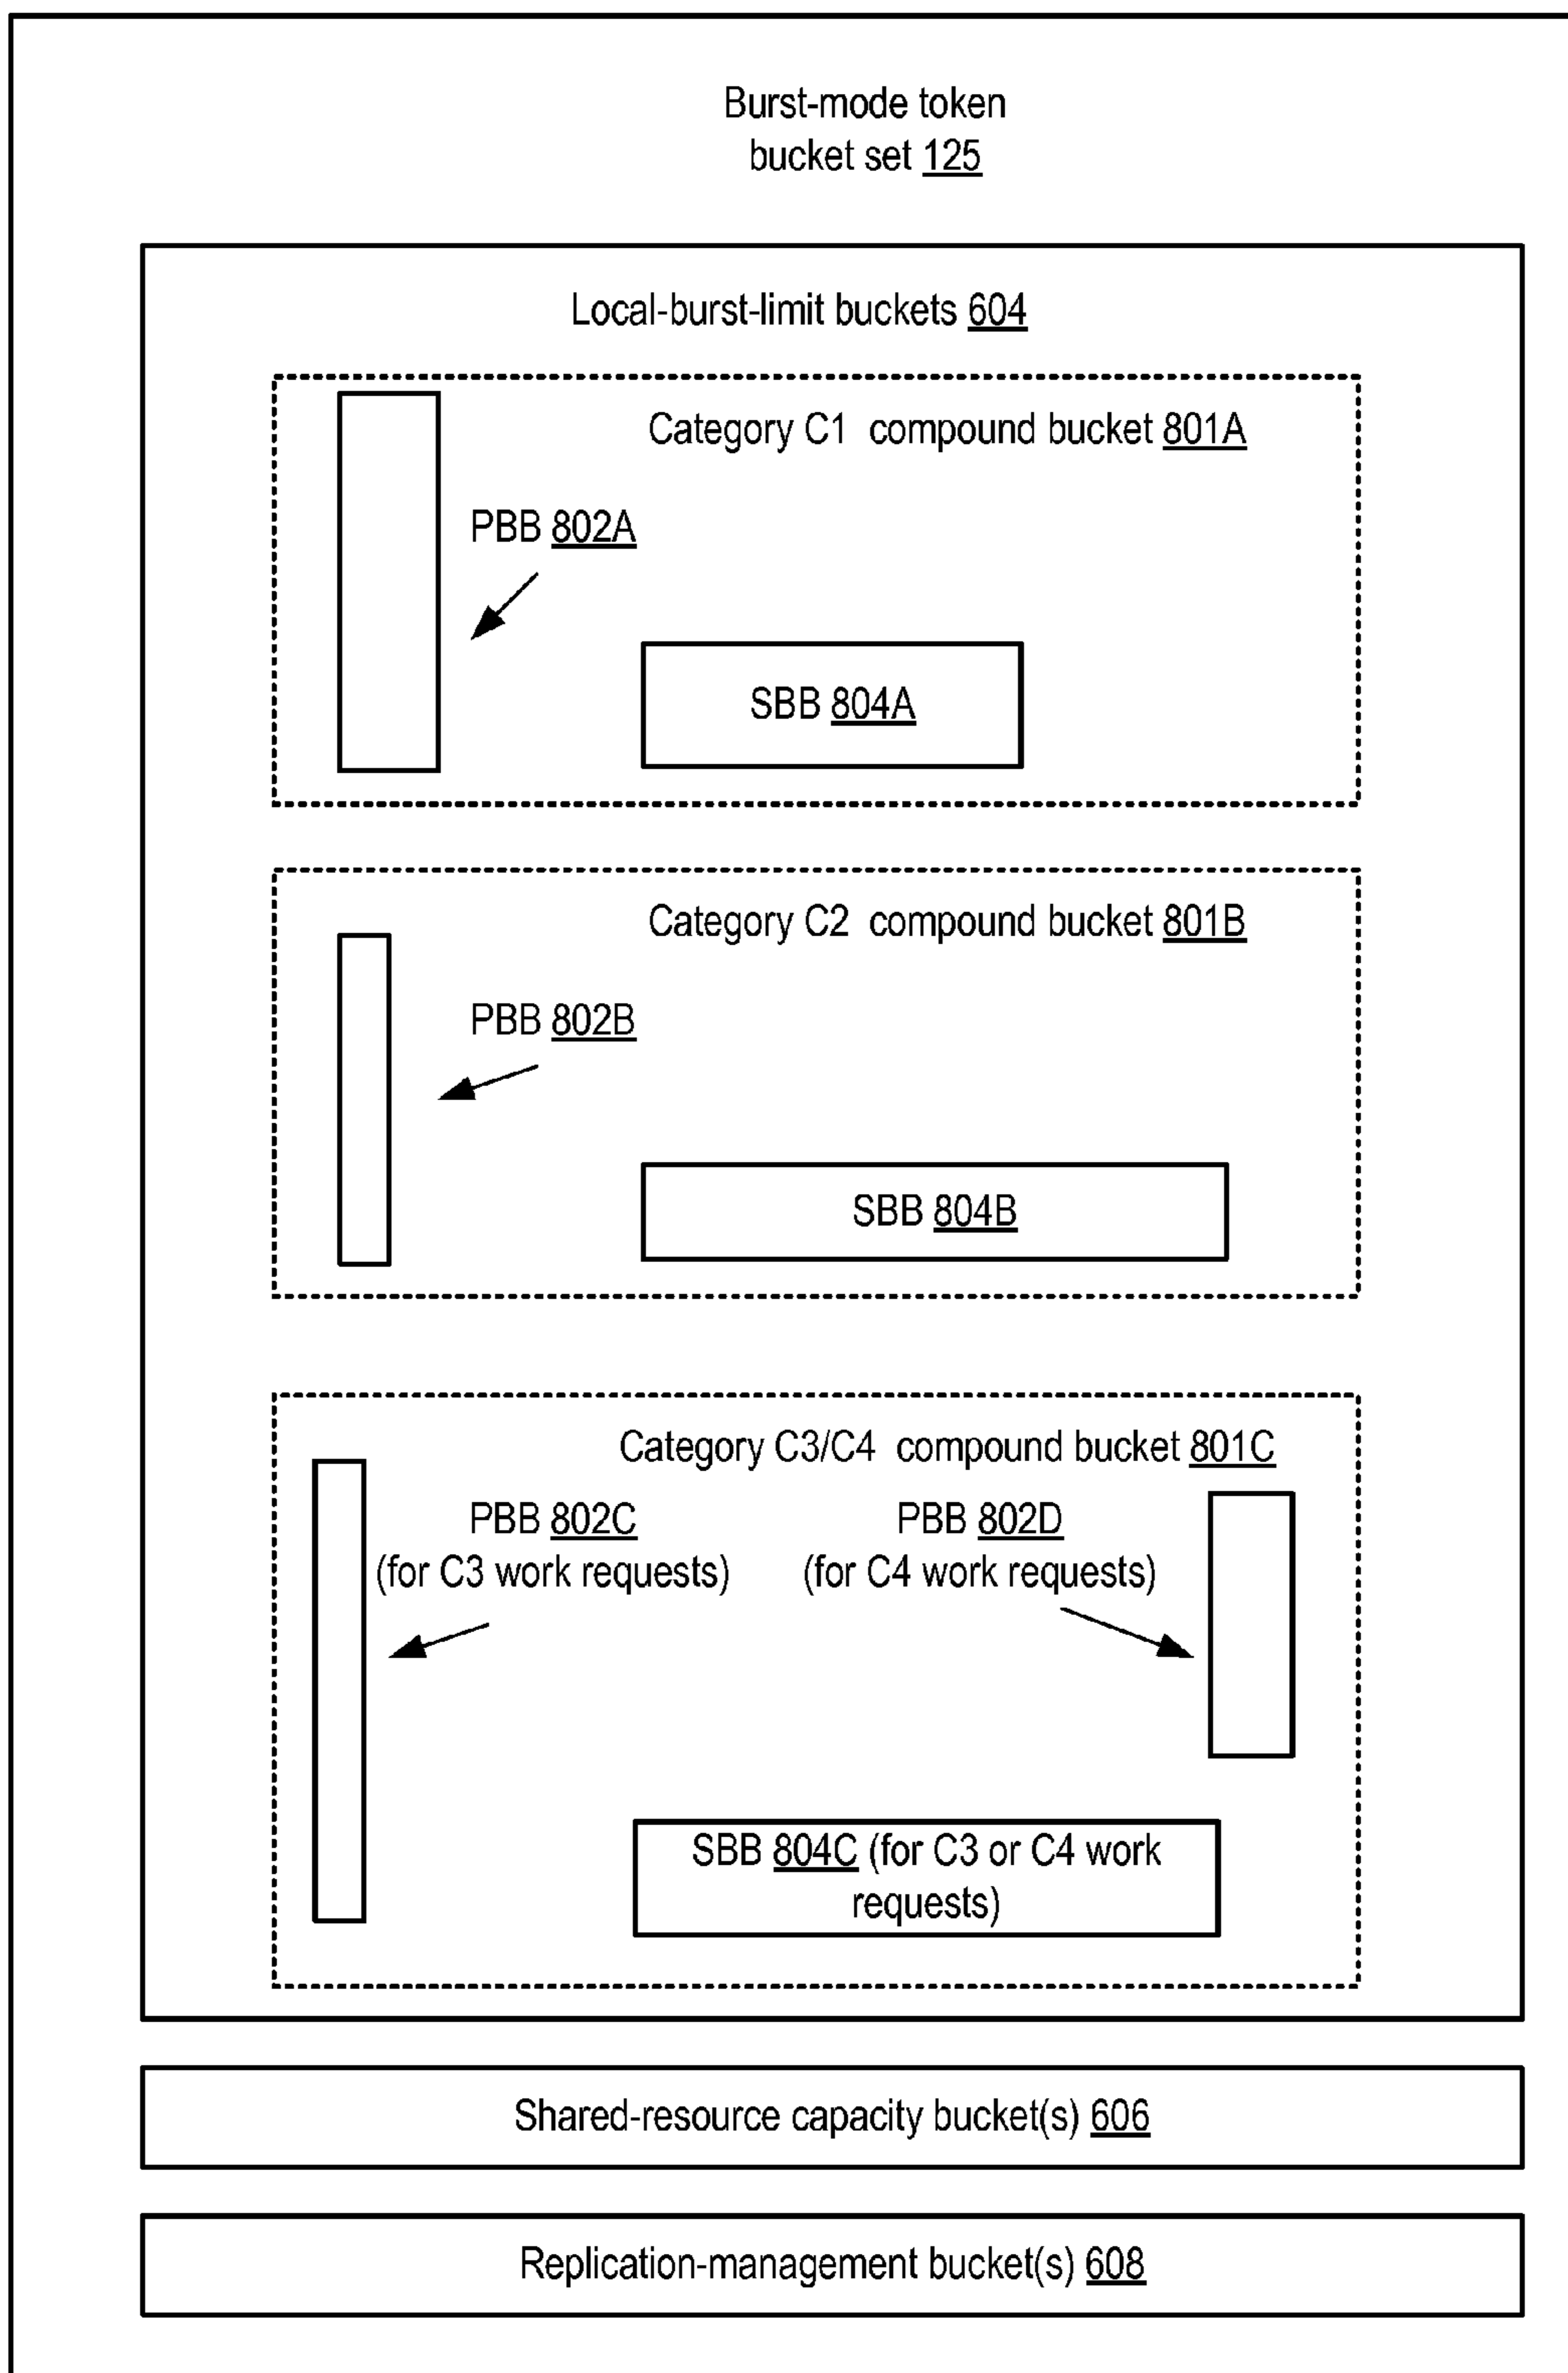 Burst-mode token
bucket set 125
Local-burst-limit buckets 604
Category C1 compound bucket 801A
PBB 802A
SBB 804A
Category C2 compound bucket 801B
PBB 802B
SBB 804B
Category C3/C4 compound bucket 801C
PBB 802C
(for C3 work requests)
PBB 802D
(for C4 work requests)
SBB 804C (for C3 or C4 work
requests)
Shared-resource capacity bucket(s) 606
Replication-management bucket(s) 608